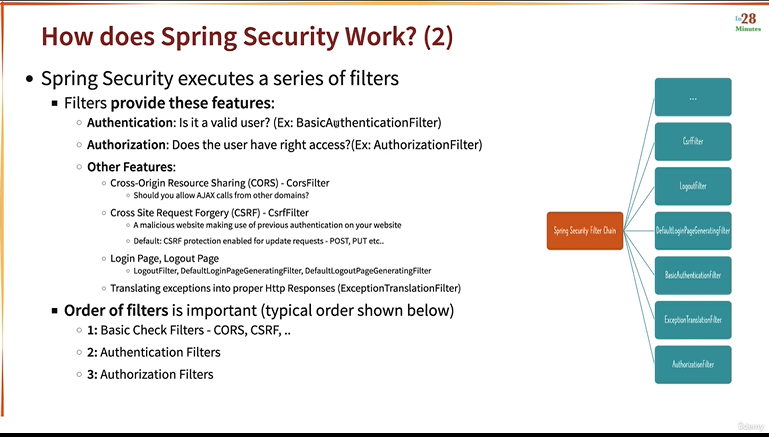 How does Spring Security Work? (2)
In28
Minutes
Spring Security executes a series of filters
Filters provide these features:
Authentication: Is it a valid user? (Ex: BasicAuthenticationFilter)
Authorization: Does the user have right access?(Ex: AuthorizationFilter)
Other Features:
Cross-Origin Resource Sharing (CORS) - CorsFilter
Should you allow AJAX calls from other domains?
Cross Site Request Forgery (CSRF) - CsrfFilter
A malicious website making use of previous authentication on your website
Default: CSRF protection enabled for update requests - POST, PUT etc..
Login Page, Logout Page
LogoutFilter, DefaultLoginPageGeneratingFilter, DefaultLogoutPageGeneratingFilter
Translating exceptions into proper Http Responses (ExceptionTranslationFilter)
Order of filters is important (typical order shown below)
1: Basic Check Filters - CORS, CSRF, ..
2: Authentication Filters
3: Authorization Filters
Spring Security Filter Chain
...
CsrfFilter
LogoutFilter
DefaultLoginPageGeneratingFilter
BasicAuthenticationFilter
ExceptionTranslationFilter
AuthorizationFilter
Udemy